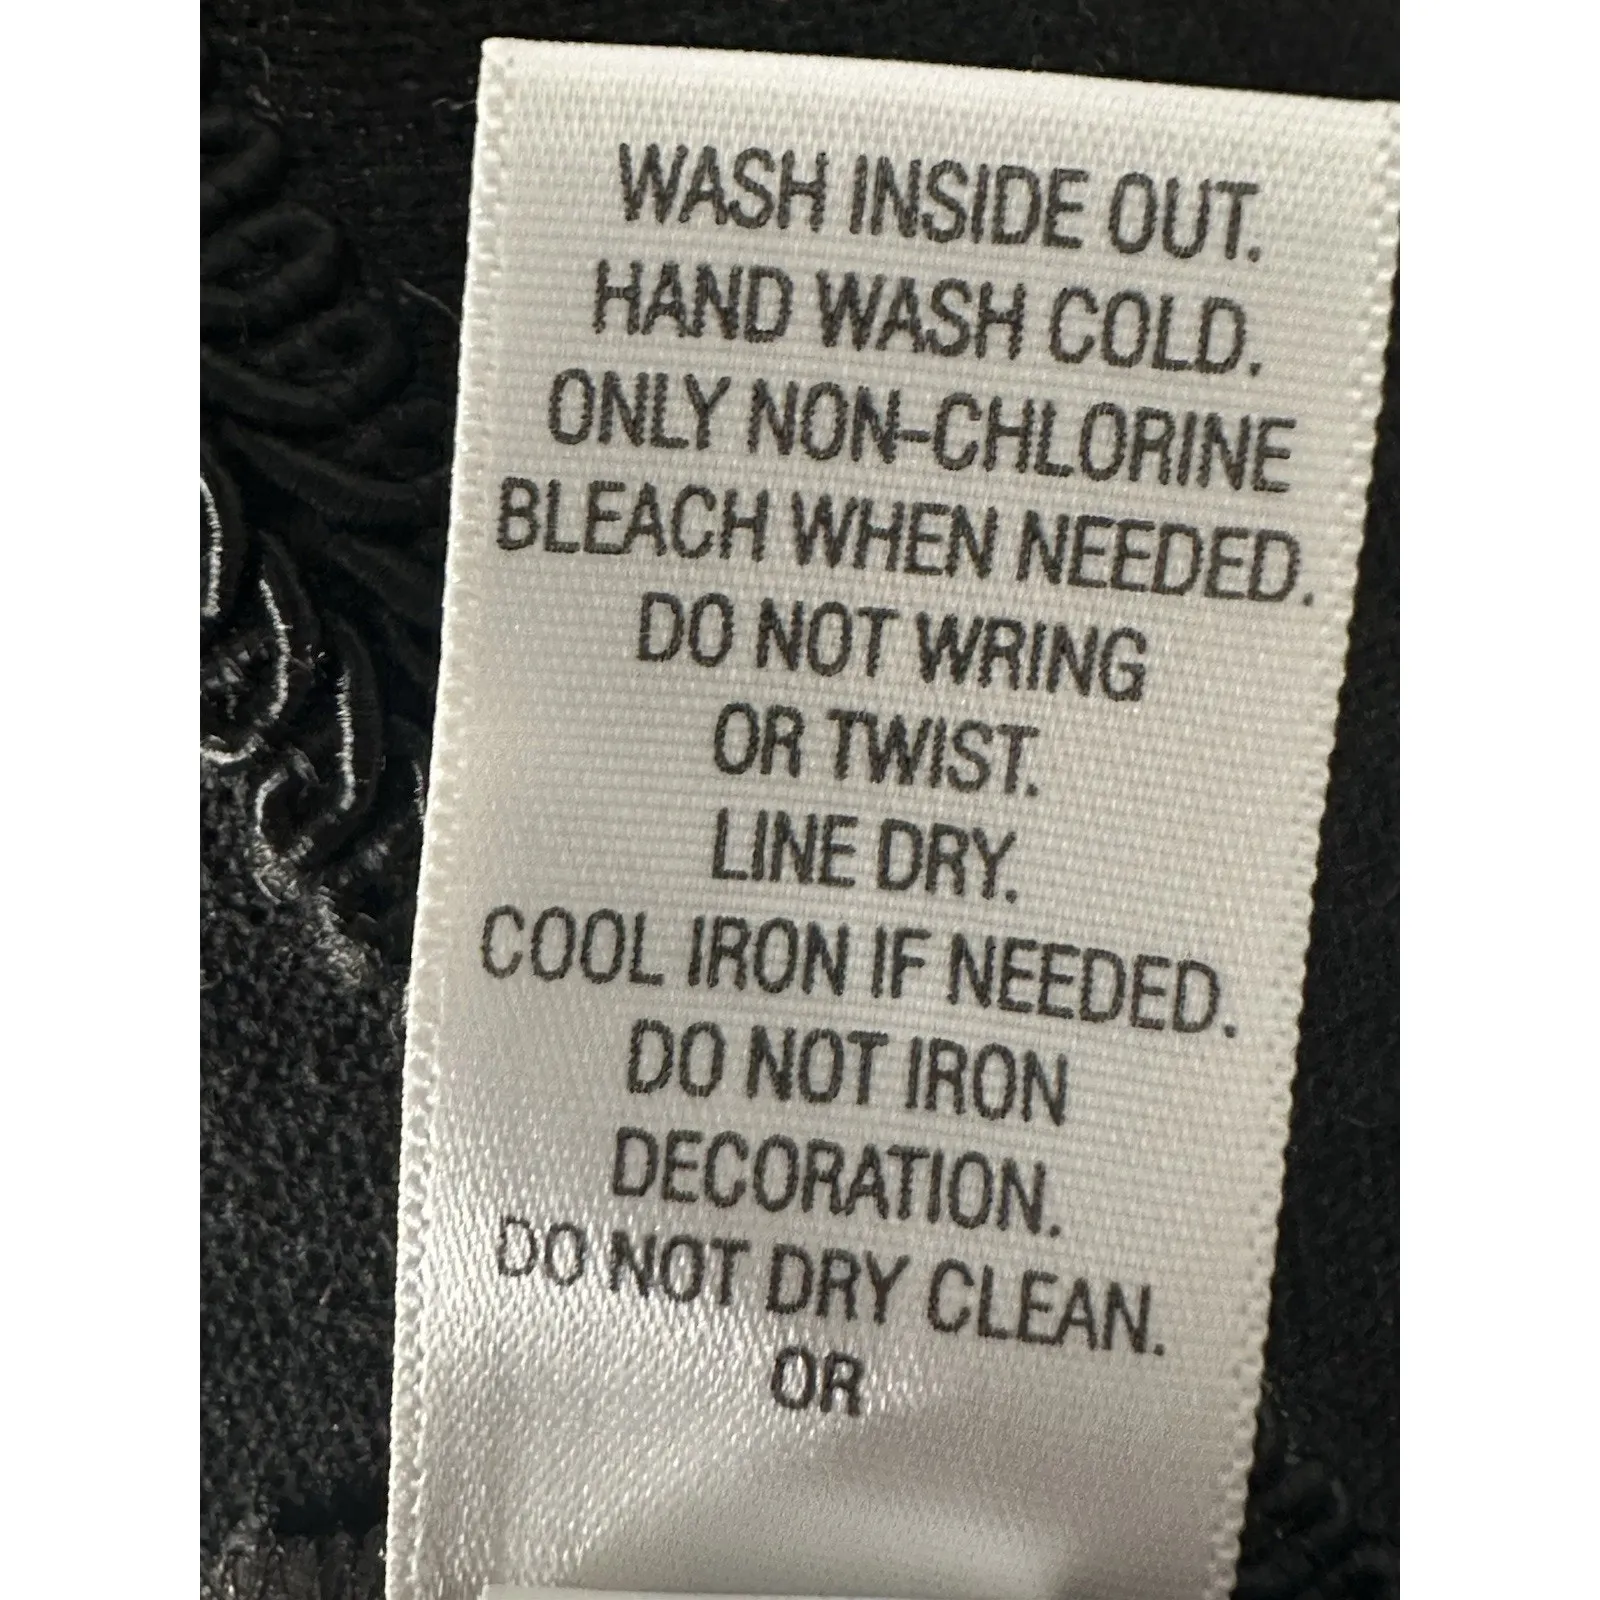 WASH INSIDE OUT.
HAND WASH COLD.
ONLY NON-CHLORINE
BLEACH WHEN NEEDED.
DO NOT WRING
OR TWIST.
LINE DRY.
COOL IRON IF NEEDED.
DO NOT IRON
DECORATION.
DO NOT DRY CLEAN.
OR